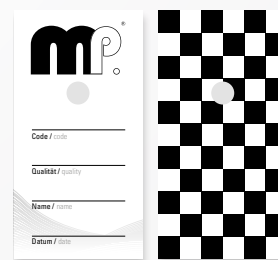 mp.®
Code / code
Qualität / quality
Name / name
Datum / date